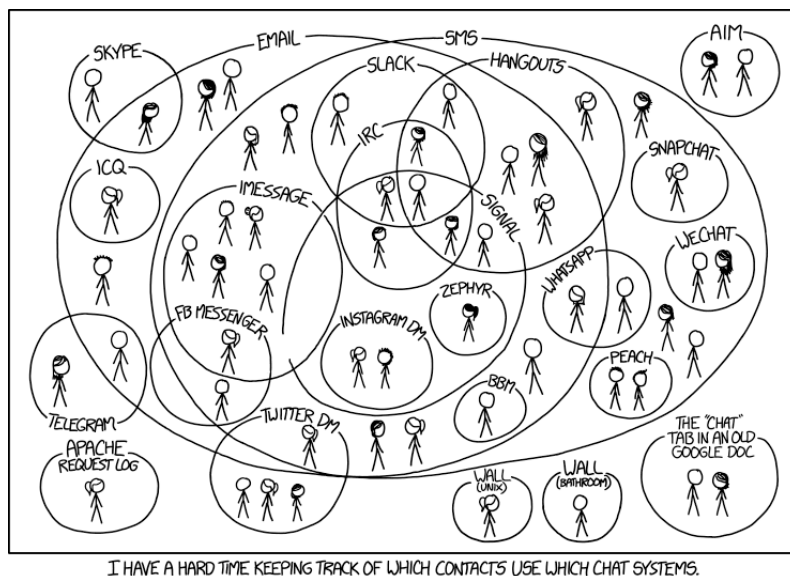 SKYPE
EMAIL
SMS
AIM
SLACK
HANGOUTS
IRC
SNAPCHAT
ICQ
IMESSAGE
SIGNAL
WECHAT
WHATSAPP
ZEPHYR
FB MESSENGER
INSTAGRAM DM
PEACH
BBM
TELEGRAM
TWITTER DM
THE "CHAT"
TAB IN AN OLD
GOOGLE DOC
APACHE
REQUEST LOG
WALL
(UNIX)
WALL
(BATHROOM)
I HAVE A HARD TIME KEEPING TRACK OF WHICH CONTACTS USE WHICH CHAT SYSTEMS.